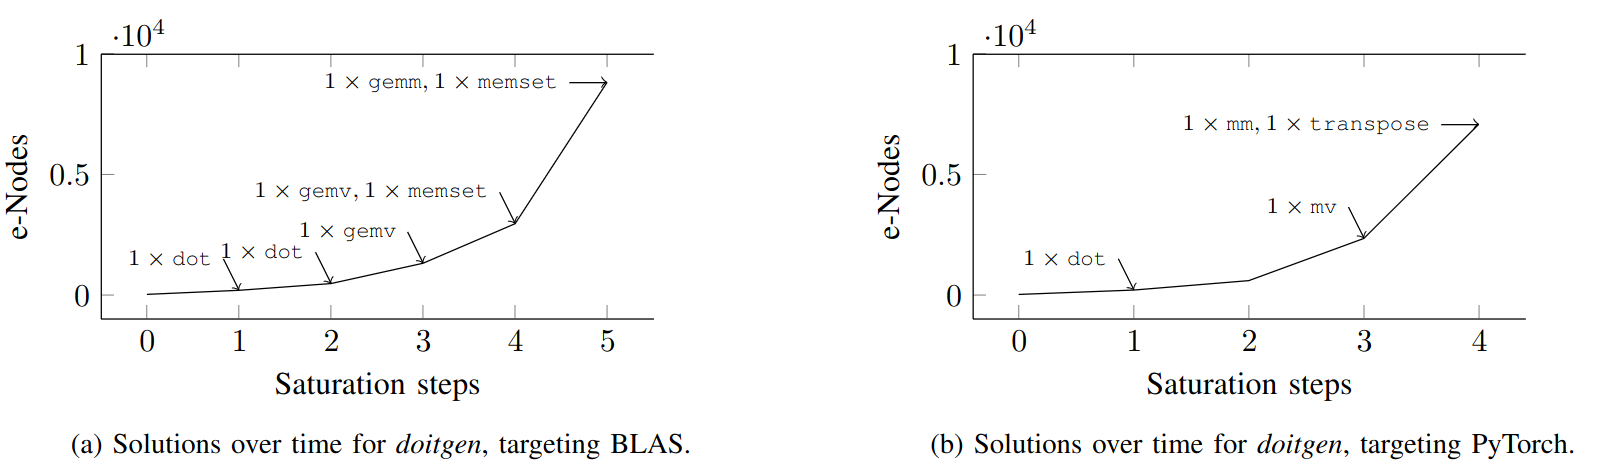 ·10⁴
1
1 × gemm, 1 × memset
0.5
1 × gemv, 1 × memset
1 × gemv
1 × dot
1 × dot
0
e-Nodes
0 1 2 3 4 5
Saturation steps
(a) Solutions over time for doitgen, targeting BLAS.
·10⁴
1
1 × mm, 1 × transpose
0.5
1 × mv
1 × dot
0
e-Nodes
0 1 2 3 4
Saturation steps
(b) Solutions over time for doitgen, targeting PyTorch.